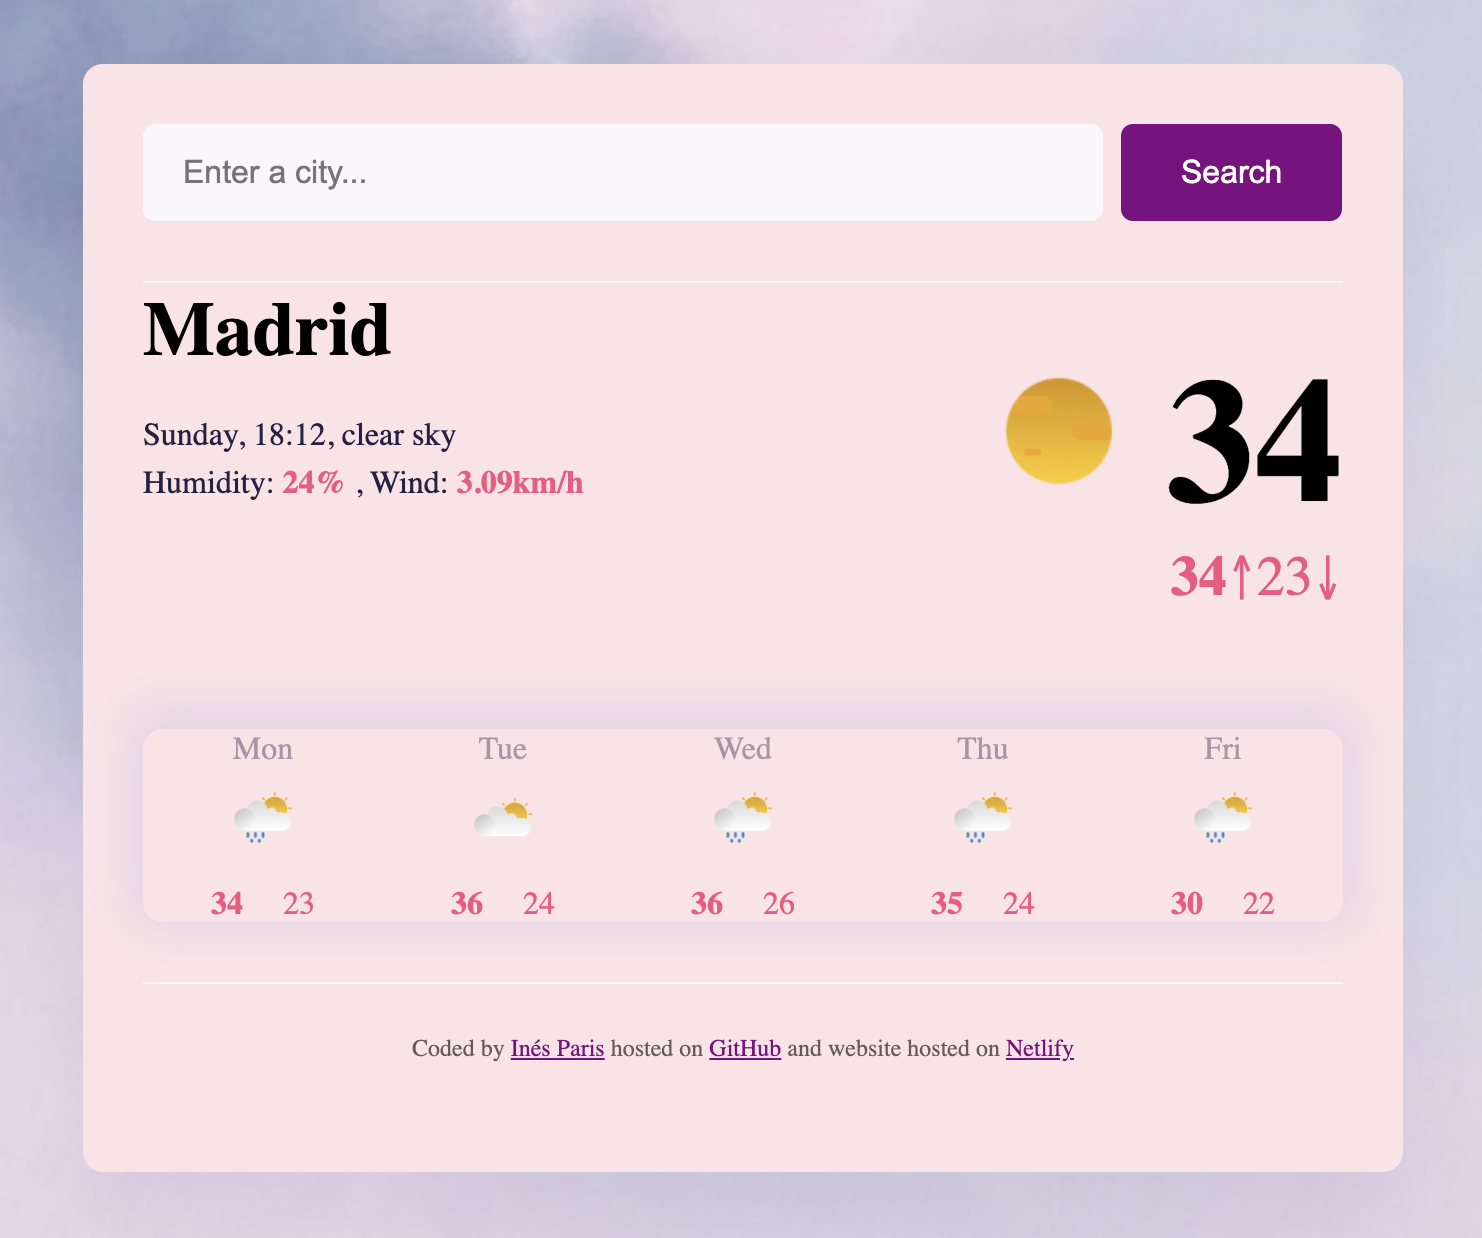 Enter a city...
Search
Madrid
Sunday, 18:12, clear sky
Humidity: 24% , Wind: 3.09km/h
34
34↑23↓
Mon Tue Wed Thu Fri
34 23 36 24 36 26 35 24 30 22
Coded by Inés Paris hosted on GitHub and website hosted on Netlify